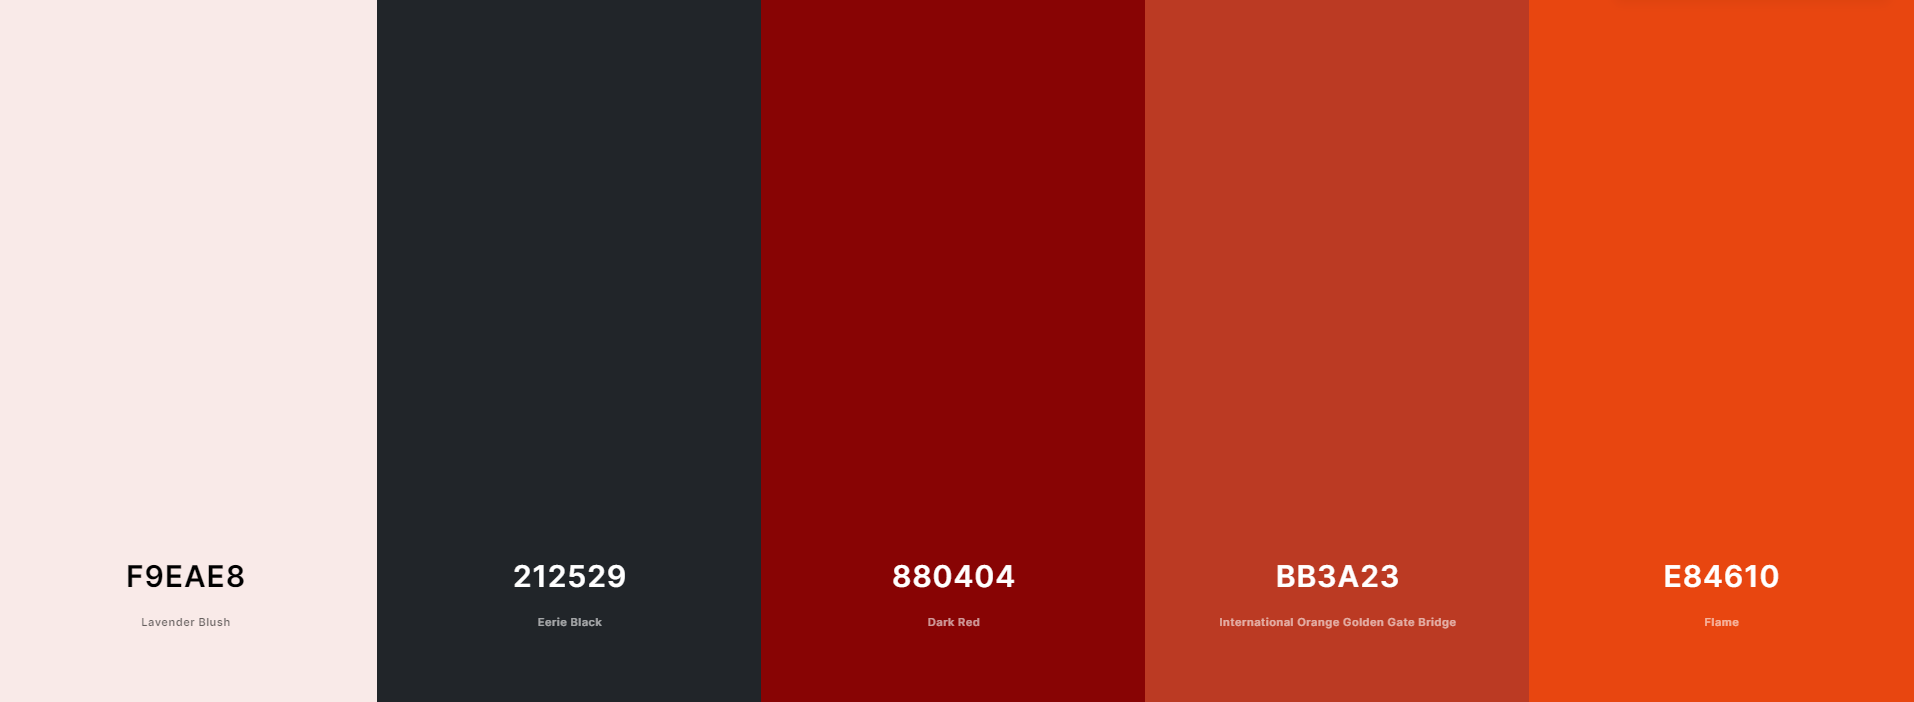 F9EAE8
Lavender Blush
212529
Eerie Black
880404
Dark Red
BB3A23
International Orange Golden Gate Bridge
E84610
Flame